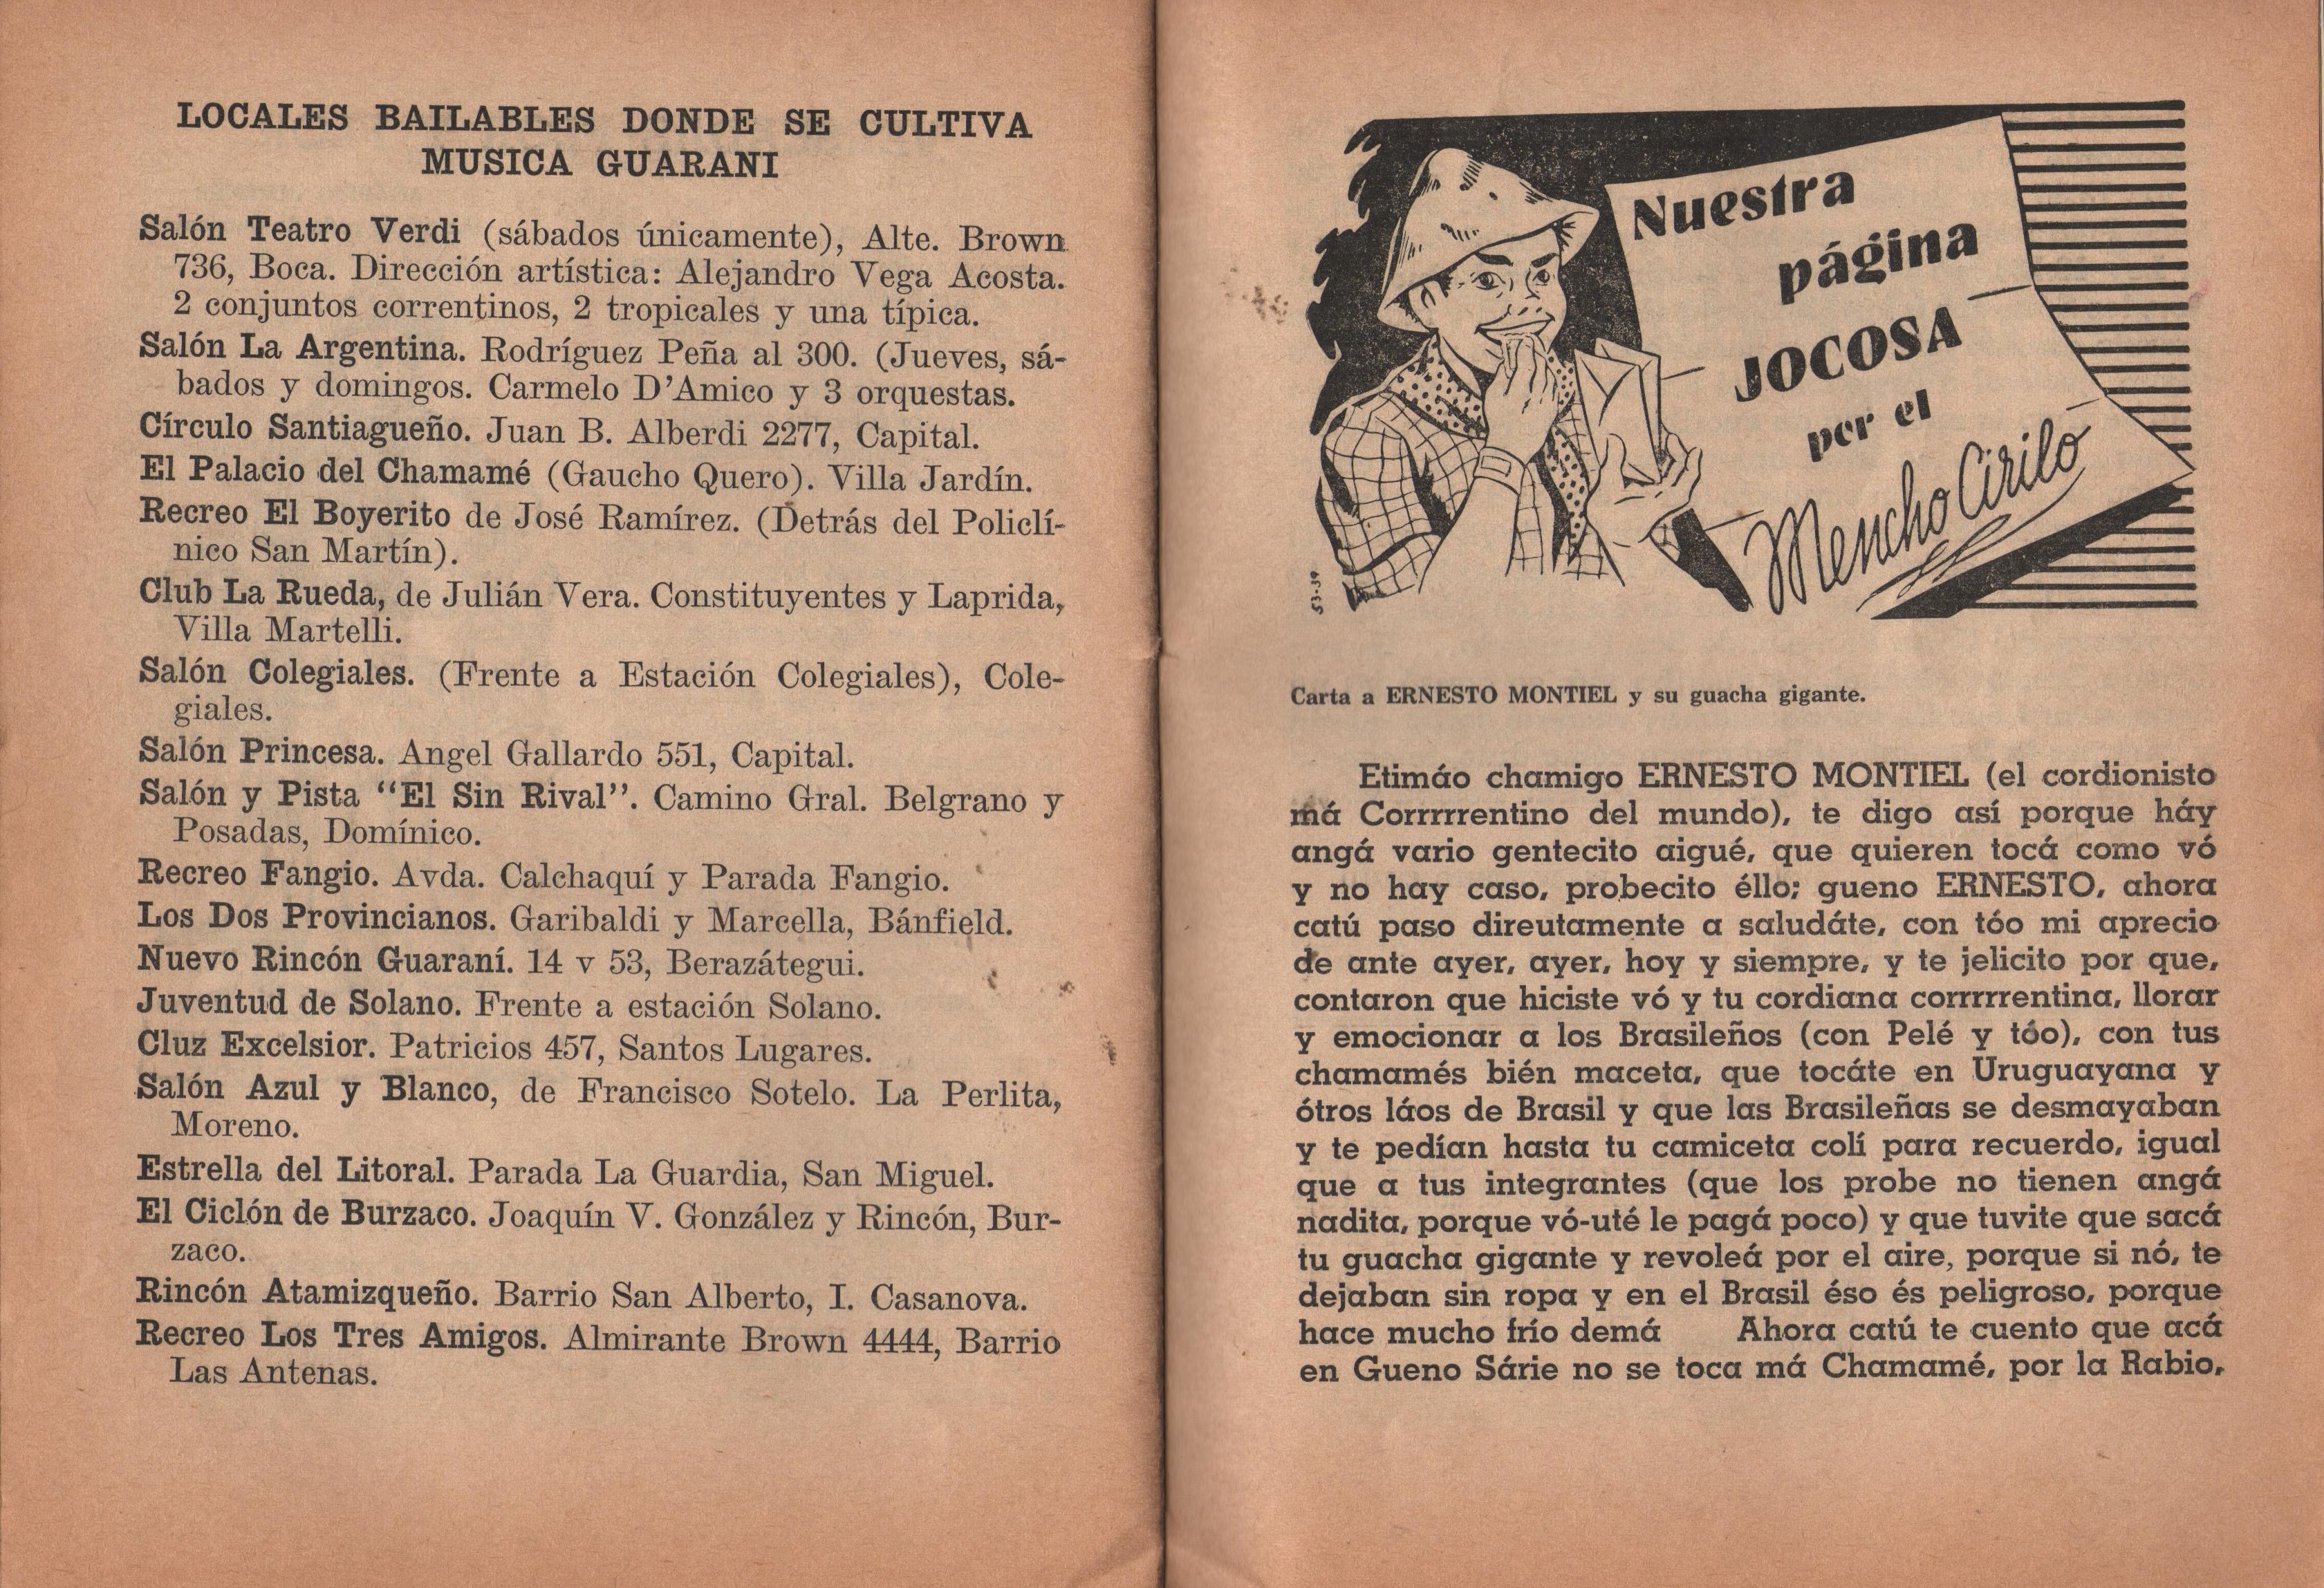 LOCALES BAILABLES DONDE SE CULTIVA
MUSICA GUARANI
Salón Teatro Verdi (sábados únicamente), Alte. Brown
736, Boca. Dirección artística: Alejandro Vega Acosta.
2 conjuntos correntinos, 2 tropicales y una típica.
Salón La Argentina. Rodríguez Peña al 300. (Jueves, sá-
bados y domingos. Carmelo D'Amico y 3 orquestas.
Círculo Santiagueño. Juan B. Alberdi 2277, Capital.
El Palacio del Chamamé (Gaucho Quero). Villa Jardín.
Recreo El Boyerito de José Ramírez. (Detrás del Policlí-
nico San Martín).
Club La Rueda, de Julián Vera. Constituyentes y Laprida,
Villa Martelli.
Salón Colegiales. (Frente a Estación Colegiales), Cole-
giales.
Salón Princesa. Angel Gallardo 551, Capital.
Salón y Pista “El Sin Rival”. Camino Gral. Belgrano y
Posadas, Domínico.
Recreo Fangio. Avda. Calchaquí y Parada Fangio.
Los Dos Provincianos. Garibaldi y Marcella, Bánfield.
Nuevo Rincón Guaraní. 14 v 53, Berazátegui.
Juventud de Solano. Frente a estación Solano.
Cluz Excelsior. Patricios 457, Santos Lugares.
Salón Azul y Blanco, de Francisco Sotelo. La Perlita,
Moreno.
Estrella del Litoral. Parada La Guardia, San Miguel.
El Ciclón de Burzaco. Joaquín V. González y Rincón, Bur-
zaco.
Rincón Atamizqueño. Barrio San Alberto, I. Casanova.
Recreo Los Tres Amigos. Almirante Brown 4444, Barrio
Las Antenas.
Nuestra
página
JOCOSA
por el
Mencho Cirilo
Carta a ERNESTO MONTIEL y su guacha gigante.
Etimáo chamigo ERNESTO MONTIEL (el cordionisto
má Corrrrrentino del mundo), te digo así porque háy
angá vario gentecito aigué, que quieren tocá como vó
y no hay caso, probecito éllo; gueno ERNESTO, ahora
catú paso direutamente a saludáte, con tóo mi aprecio
de ante ayer, ayer, hoy y siempre, y te jelicito por que,
contaron que hiciste vó y tu cordiana corrrrrentina, llorar
y emocionar a los Brasileños (con Pelé y tóo), con tus
chamamés bién maceta, que tocáte en Uruguayana y
ótros láos de Brasil y que las Brasileñas se desmayaban
y te pedían hasta tu camiceta colí para recuerdo, igual
que a tus integrantes (que los probe no tienen angá
nadita, porque vó-uté le pagá poco) y que tuvite que sacá
tu guacha gigante y revoleá por el aire, porque si nó, te
dejaban sin ropa y en el Brasil éso és peligroso, porque
hace mucho frío demá Ahora catú te cuento que acá
en Gueno Sárie no se toca má Chamamé, por la Rabio,